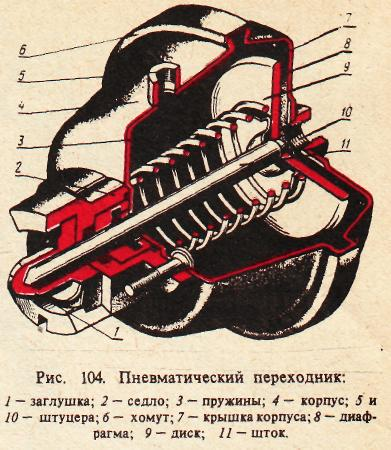 6
5
4
3
2
7
8
9
10
11
1
Рис. 104. Пневматический переходник:
1 — заглушка; 2 — седло; 3 — пружины; 4 — корпус; 5 и
10 — штуцера; 6 — хомут; 7 — крышка корпуса; 8 — диаф-
рагма; 9 — диск; 11 — шток.